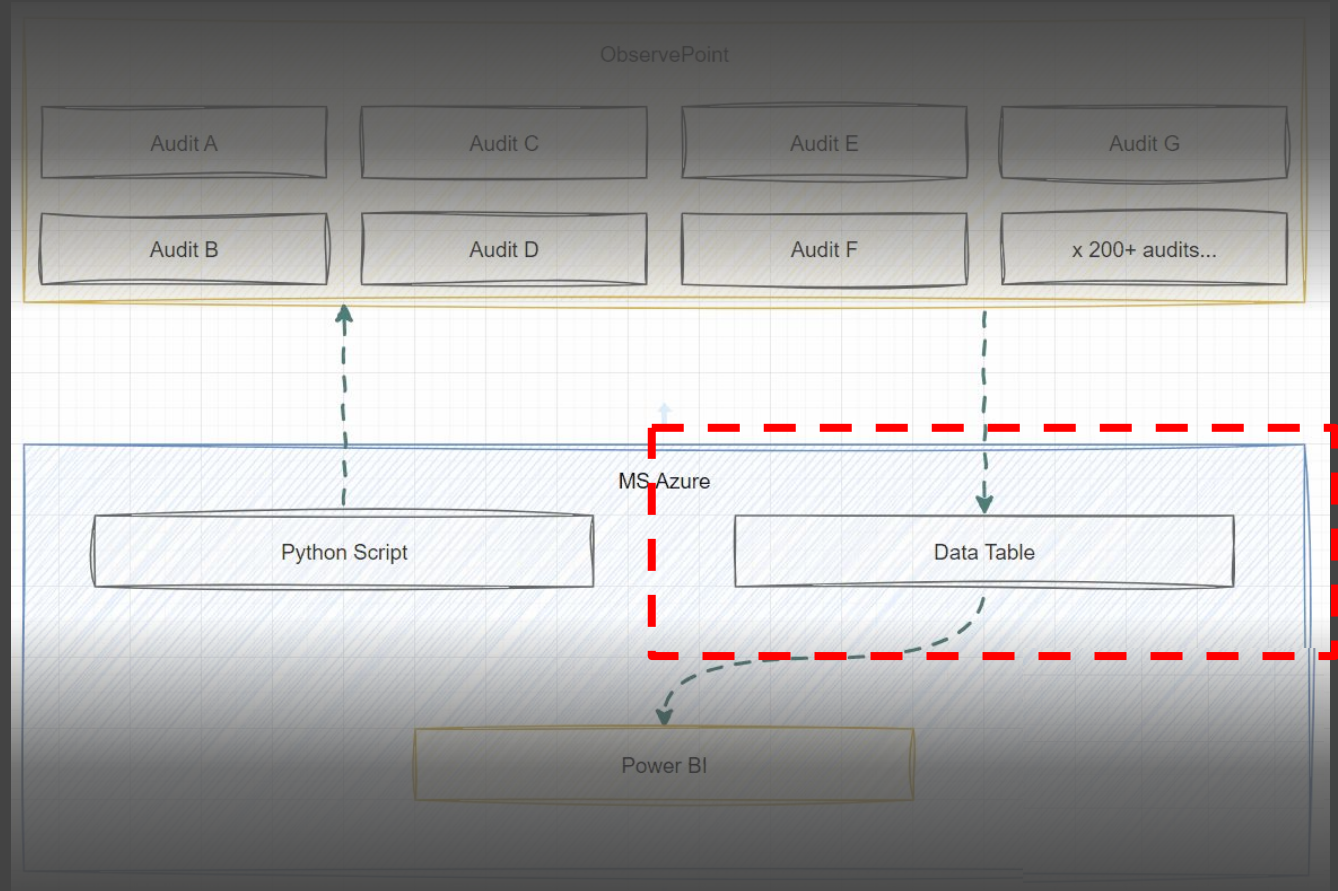 ObservePoint
Audit A
Audit C
Audit E
Audit G
Audit B
Audit D
Audit F
x 200+ audits...
MS Azure
Python Script
Data Table
Power BI